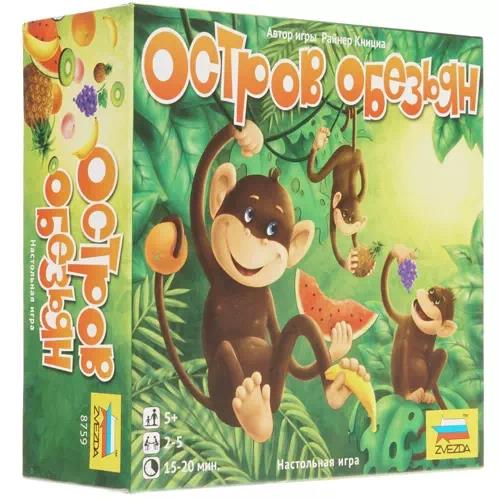 Автор игры Райнер Книциа
ОСТРОВ ОБЕЗЬЯН
5+
2-5
15-20 мин.
Настольная игра
ZVEZDA
ОСТРОВ
ОБЕЗЬЯН
Настольная игра
8759
ZVEZDA